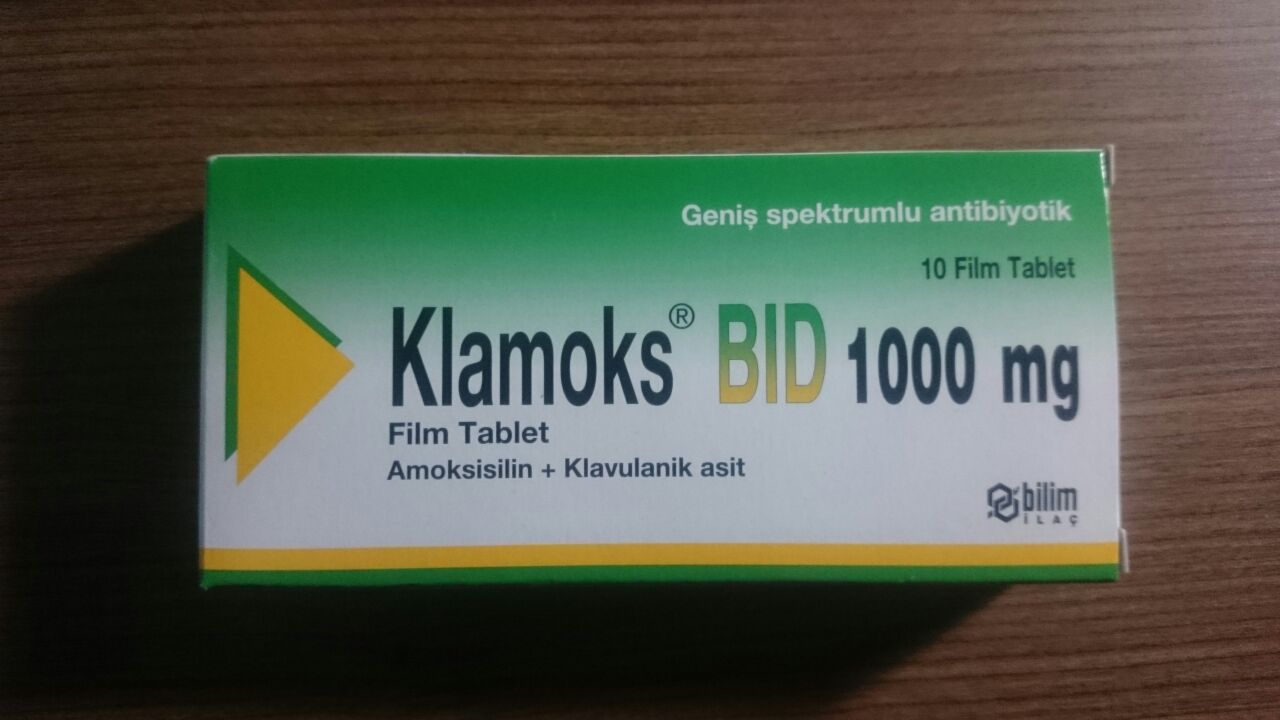 Geniş spektrumlu antibiyotik
10 Film Tablet
Klamoks® BID 1000 mg
Film Tablet
Amoksisilin + Klavulanik asit
bilim
İLAÇ